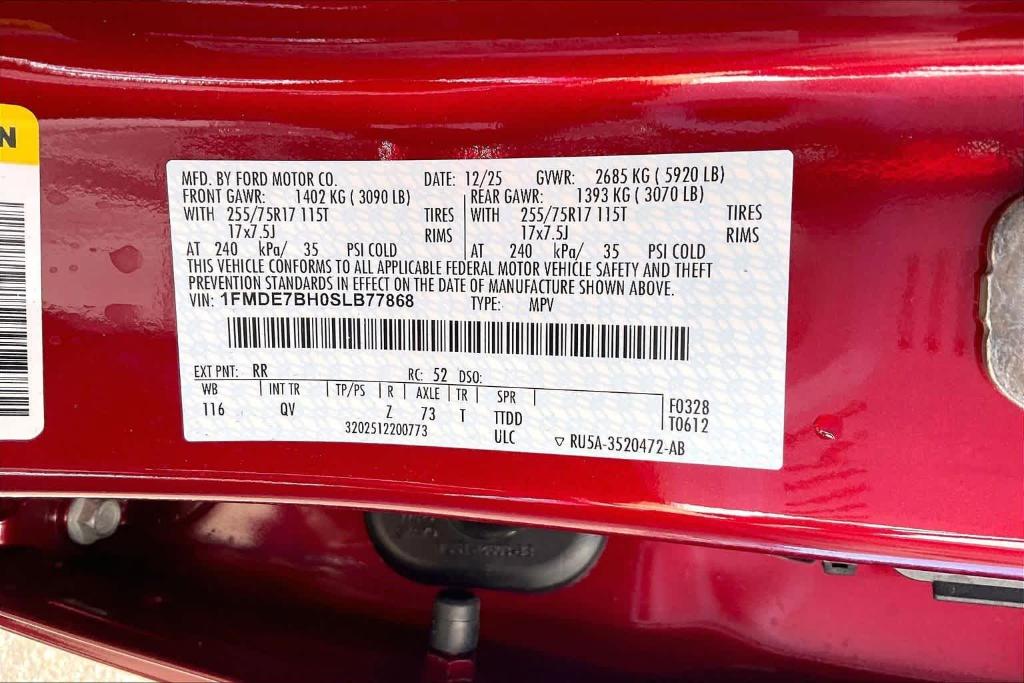 N
MFD. BY FORD MOTOR CO. DATE: 12/25 GVWR: 2685 KG ( 5920 LB)
FRONT GAWR: 1402 KG ( 3090 LB) REAR GAWR: 1393 KG ( 3070 LB)
WITH 255/75R17 115T TIRES WITH 255/75R17 115T TIRES
17x7.5J RIMS 17x7.5J RIMS
AT 240 kPa/ 35 PSI COLD AT 240 kPa/ 35 PSI COLD
THIS VEHICLE CONFORMS TO ALL APPLICABLE FEDERAL MOTOR VEHICLE SAFETY AND THEFT
PREVENTION STANDARDS IN EFFECT ON THE DATE OF MANUFACTURE SHOWN ABOVE.
VIN: 1FMDE7BH0SLB77868 TYPE: MPV
EXT PNT: RR RC: 52 DSO:
WB INT TR TP/PS R AXLE TR SPR
116 QV Z 73 T TTDD
F0328
T0612
3202512200773 ULC ▽ RU5A-3520472-AB